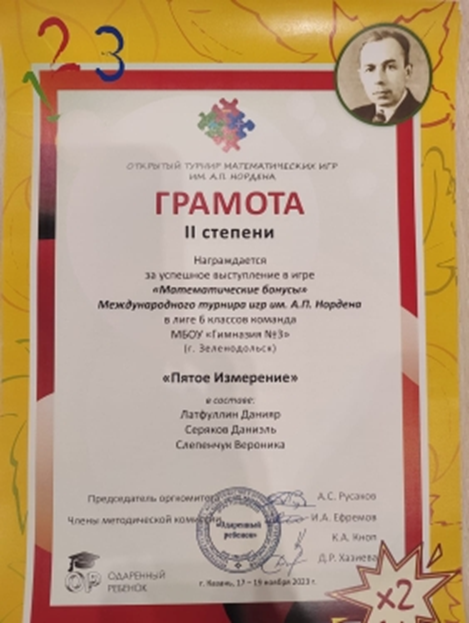 1 2 3
ОТКРЫТЫЙ ТУРНИР МАТЕМАТИЧЕСКИХ ИГР
ИМ. А.П. НОРДЕНА
ГРАМОТА
II степени
Награждается
за успешное выступление в игре
«Математические бонусы»
Международного турнира игр им. А.П. Нордена
в лиге 6 классов команда
МБОУ «Гимназия №3»
(г. Зеленодольск)
«Пятое Измерение»
в составе:
Латфуллин Данияр
Серяков Даниэль
Слепенчук Вероника
Председатель оргкомитета А.С. Русаков
Члены методической комиссии И.А. Ефремов
К.А. Кноп
Д.Р. Хазиева
«Одаренный
ребенок»
ОР ОДАРЕННЫЙ
РЕБЕНОК
г. Казань, 17 – 19 ноября 2023 г.
x2